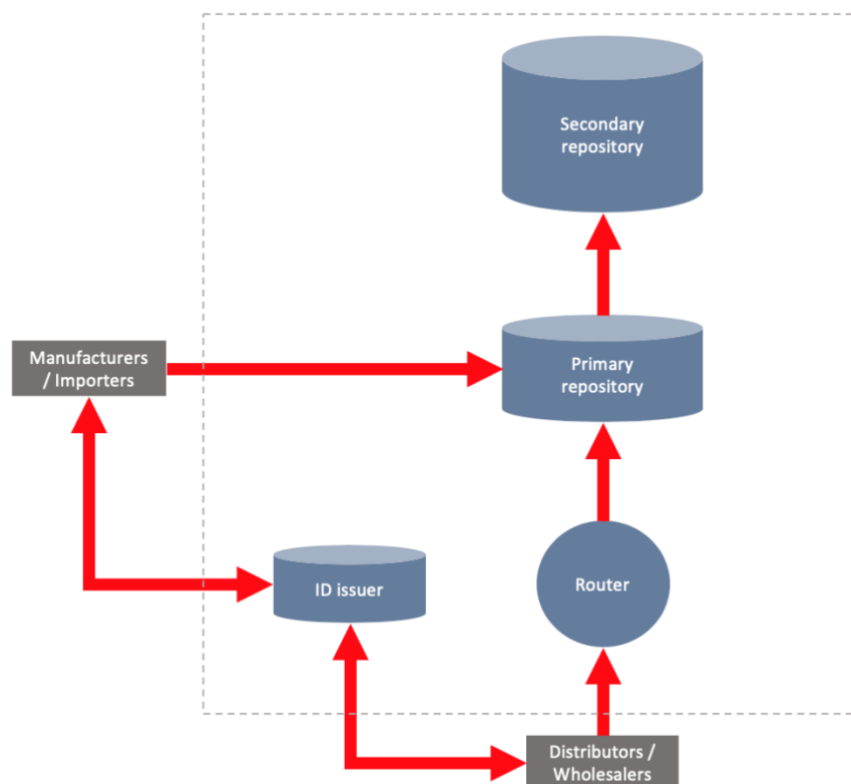 Secondary
repository
Manufacturers
/ Importers
Primary
repository
ID issuer
Router
Distributors /
Wholesalers